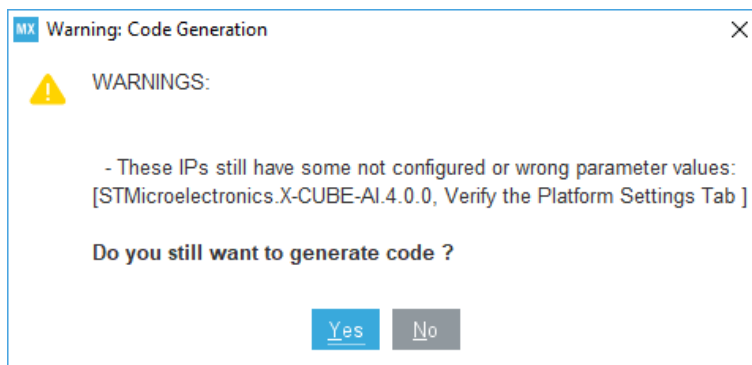 MX Warning: Code Generation
WARNINGS:
- These IPs still have some not configured or wrong parameter values:
[STMicroelectronics.X-CUBE-AI.4.0.0, Verify the Platform Settings Tab ]
Do you still want to generate code ?
Yes No